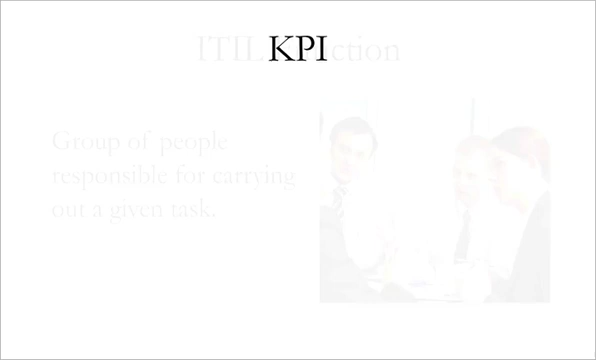 KPI
Group of people
responsible for carrying
out a given task.